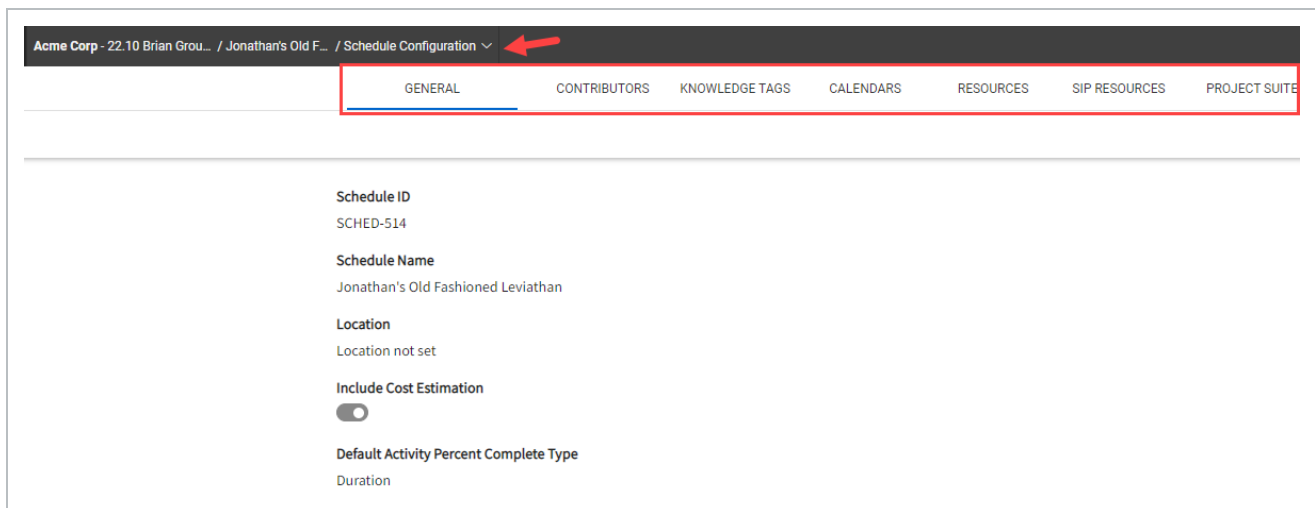 Acme Corp - 22.10 Brian Grou... / Jonathan's Old F... / Schedule Configuration
GENERAL CONTRIBUTORS KNOWLEDGE TAGS CALENDARS RESOURCES SIP RESOURCES PROJECT SUITE
Schedule ID
SCHED-514
Schedule Name
Jonathan's Old Fashioned Leviathan
Location
Location not set
Include Cost Estimation
Default Activity Percent Complete Type
Duration